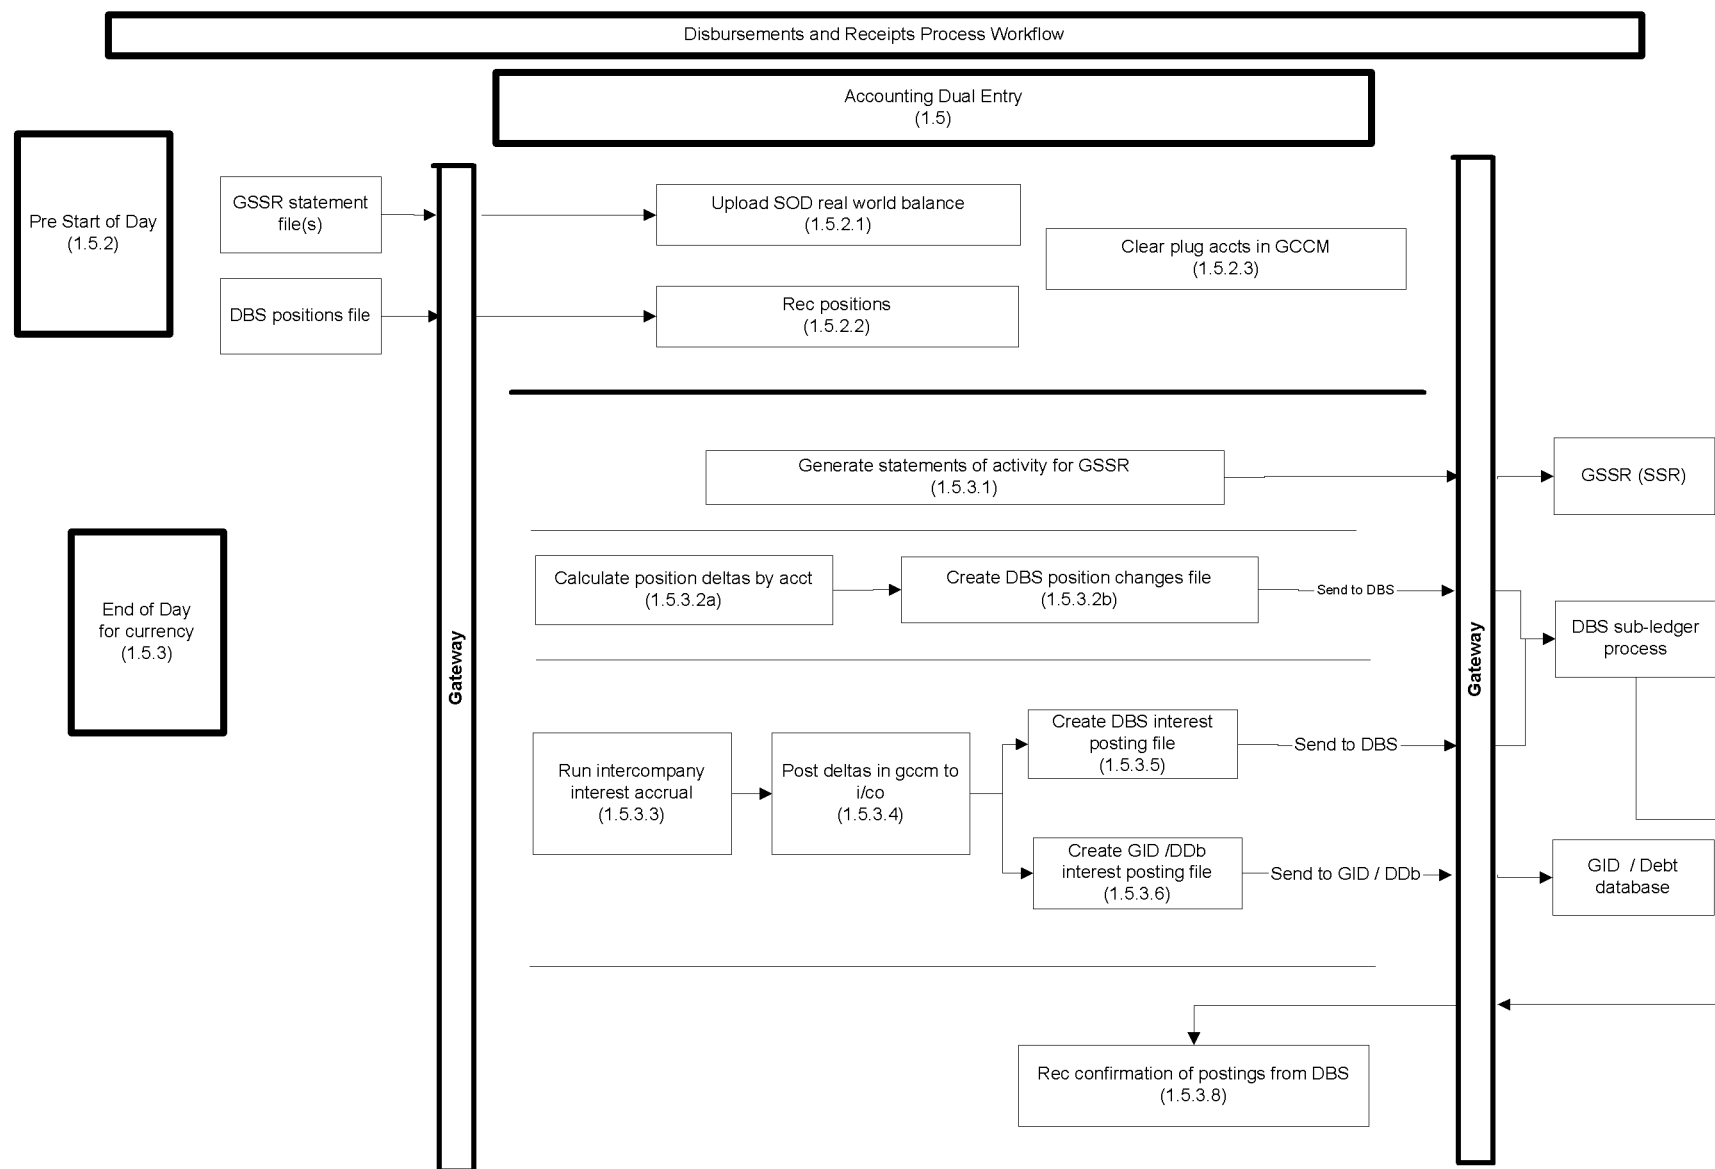 Disbursements and Receipts Process Workflow
Accounting Dual Entry
(1.5)
Pre Start of Day
(1.5.2)
GSSR statement
file(s)
Upload SOD real world balance
(1.5.2.1)
Clear plug accts in GCCM
(1.5.2.3)
DBS positions file
Rec positions
(1.5.2.2)
Generate statements of activity for GSSR
(1.5.3.1)
GSSR (SSR)
End of Day
for currency
(1.5.3)
Calculate position deltas by acct
(1.5.3.2a)
Create DBS position changes file
(1.5.3.2b)
Send to DBS
DBS sub-ledger
process
Gateway
Gateway
Run intercompany
interest accrual
(1.5.3.3)
Post deltas in gccm to
i/co
(1.5.3.4)
Create DBS interest
posting file
(1.5.3.5)
Send to DBS
Create GID /DDb
interest posting file
(1.5.3.6)
Send to GID / DDb
GID / Debt
database
Rec confirmation of postings from DBS
(1.5.3.8)